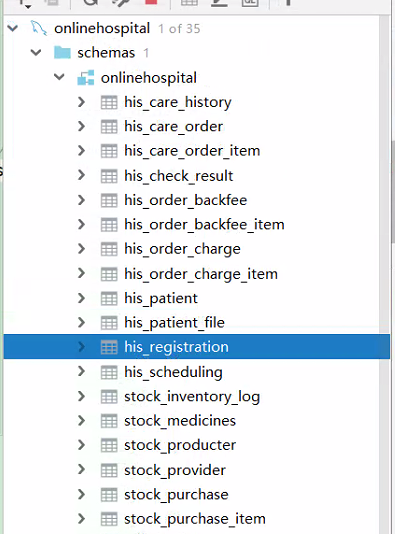 onlinehospital 1 of 35
schemas 1
onlinehospital
his_care_history
his_care_order
his_care_order_item
his_check_result
his_order_backfee
his_order_backfee_item
his_order_charge
his_order_charge_item
his_patient
his_patient_file
his_registration
his_scheduling
stock_inventory_log
stock_medicines
stock_producter
stock_provider
stock_purchase
stock_purchase_item